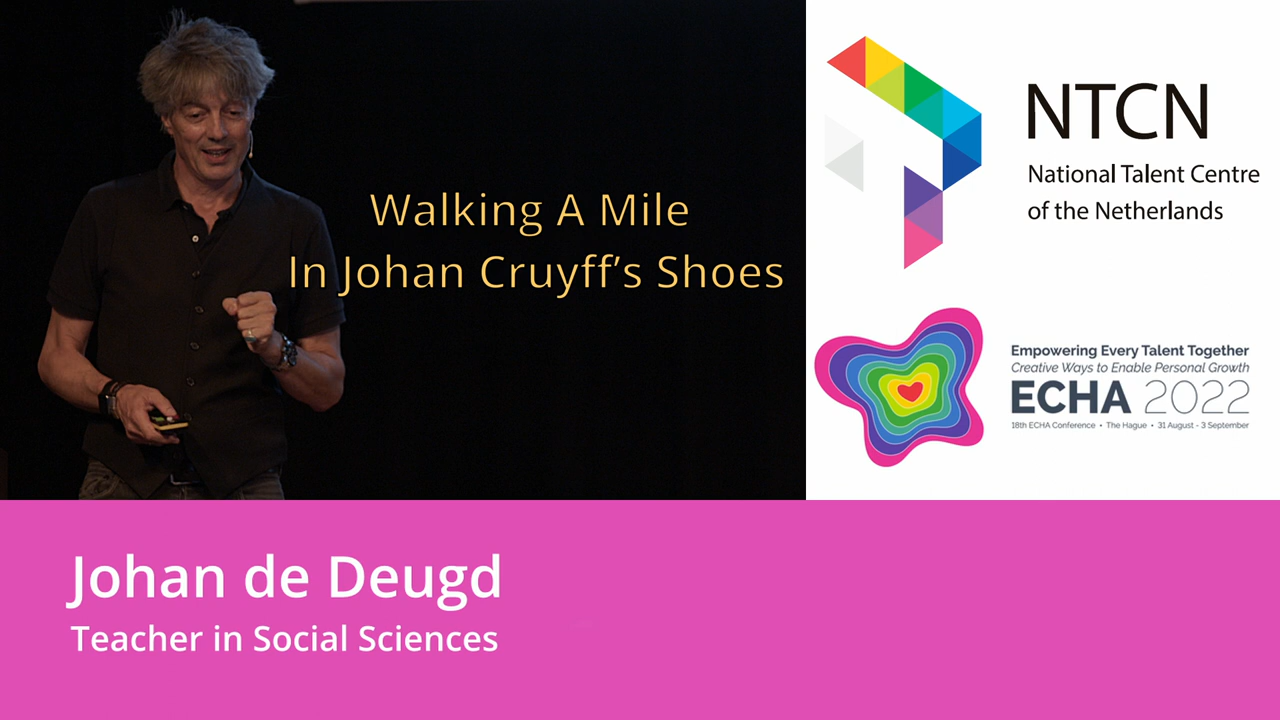 Walking A Mile
In Johan Cruyff’s Shoes
NTCN
National Talent Centre
of the Netherlands
Empowering Every Talent Together
Creative Ways to Enable Personal Growth
ECHA 2022
18th ECHA Conference • The Hague • 31 August - 3 September
Johan de Deugd
Teacher in Social Sciences